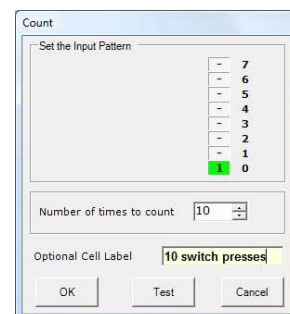 Count
Set the Input Pattern
- 7
- 6
- 5
- 4
- 3
- 2
- 1
1 0
Number of times to count 10
Optional Cell Label 10 switch presses
OK Test Cancel